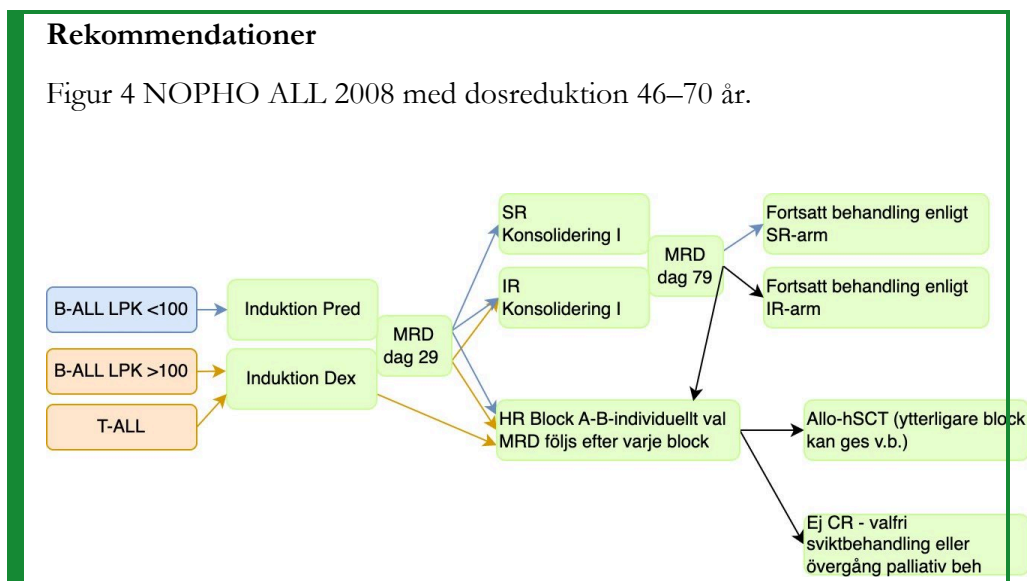 Rekommendationer
Figur 4 NOPHO ALL 2008 med dosreduktion 46–70 år.
B-ALL LPK <100
B-ALL LPK >100
T-ALL
Induktion Pred
Induktion Dex
MRD
dag 29
SR
Konsolidering I
IR
Konsolidering I
MRD
dag 79
HR Block A-B-individuellt val
MRD följs efter varje block
Fortsatt behandling enligt
SR-arm
Fortsatt behandling enligt
IR-arm
Allo-hSCT (ytterligare block
kan ges v.b.)
Ej CR - valfri
sviktbehandling eller
övergång palliativ beh